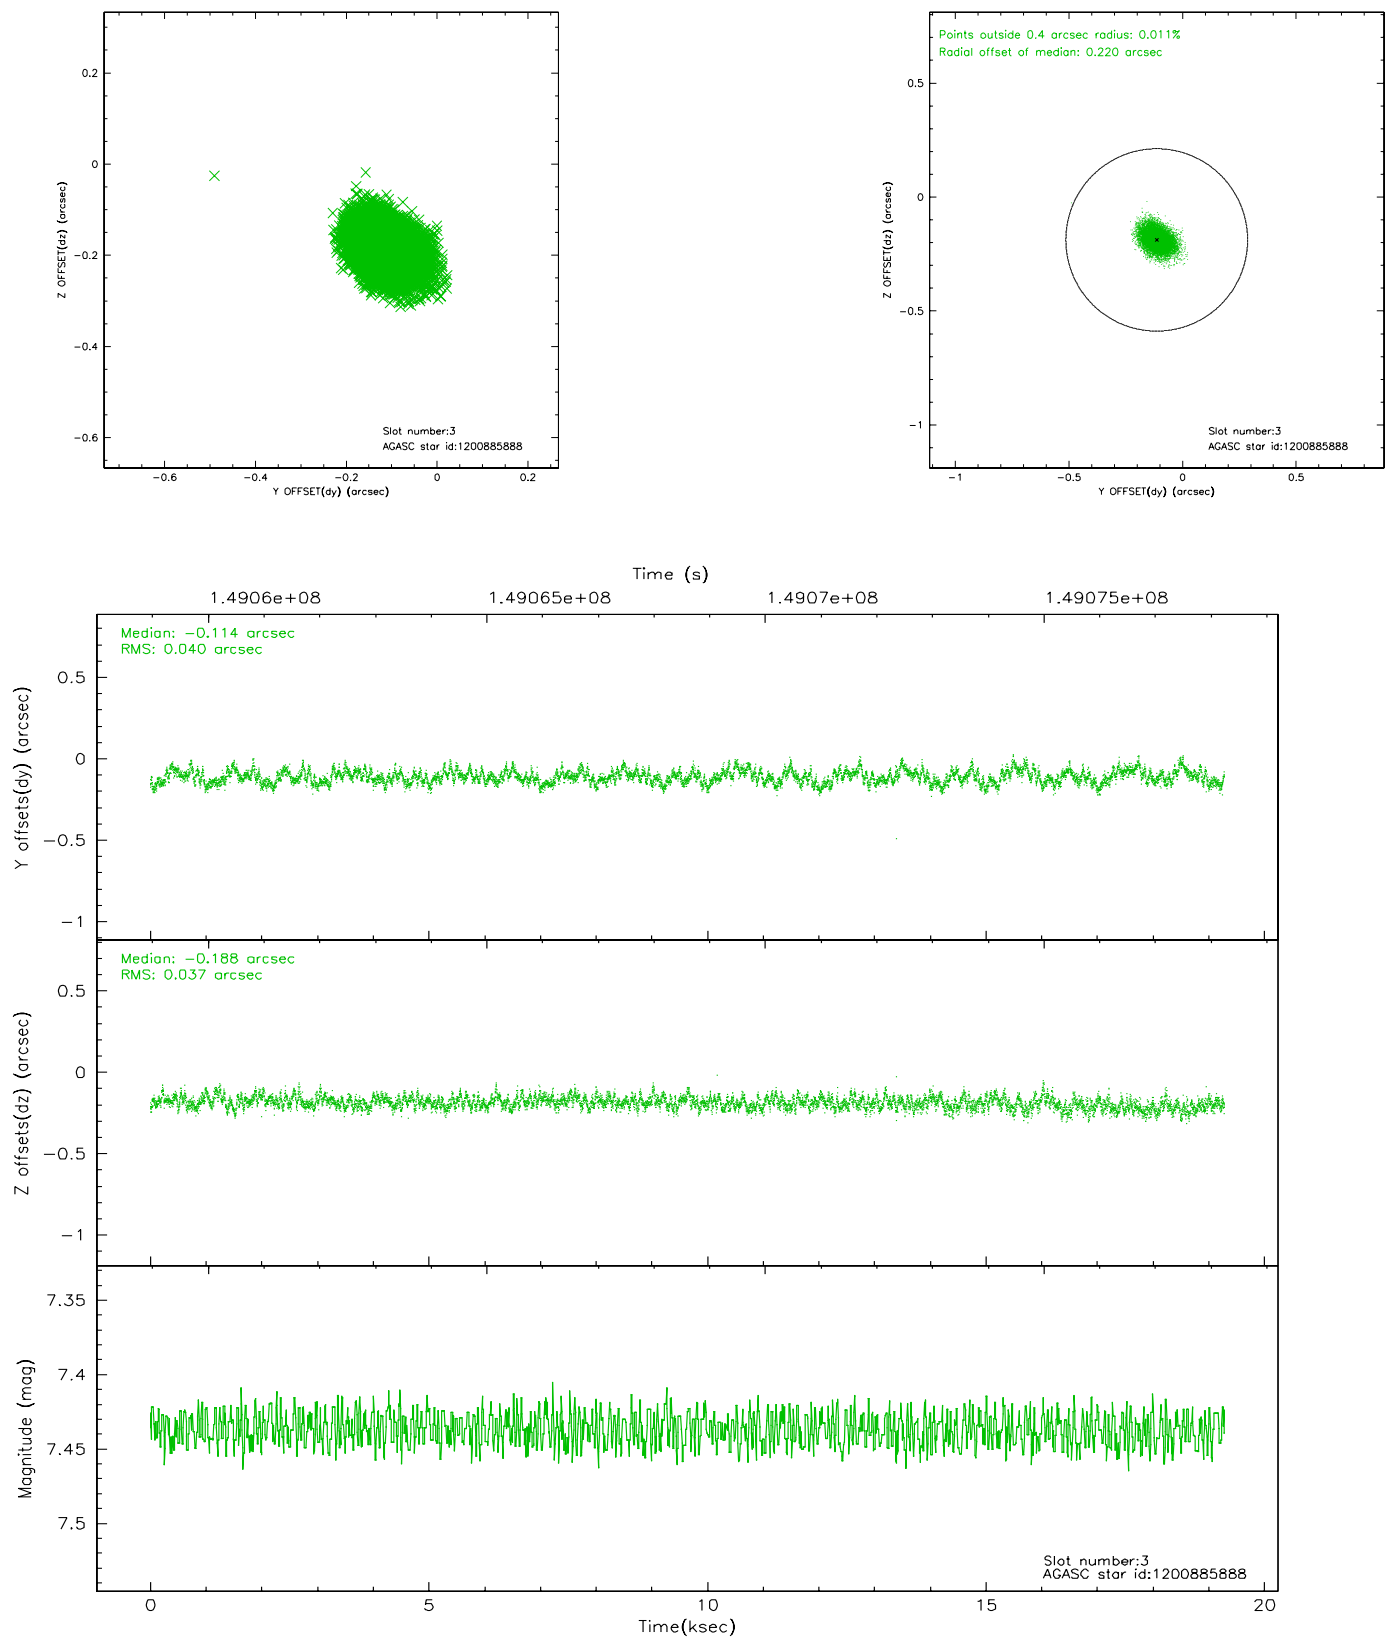 0.2
0
−0.2
−0.4
−0.6
Z OFFSET(dz) (arcsec)
Slot number:3
AGASC star id:1200885888
−0.6 −0.4 −0.2 0 0.2
Y OFFSET(dy) (arcsec)
Points outside 0.4 arcsec radius: 0.011%
Radial offset of median: 0.220 arcsec
0.5
0
−0.5
−1
Z OFFSET(dz) (arcsec)
Slot number:3
AGASC star id:1200885888
−1 −0.5 0 0.5
Y OFFSET(dy) (arcsec)
Time (s)
1.4906e+08 1.49065e+08 1.4907e+08 1.49075e+08
Median: −0.114 arcsec
RMS: 0.040 arcsec
0.5
0
−0.5
−1
Y offsets(dy) (arcsec)
Median: −0.188 arcsec
RMS: 0.037 arcsec
0.5
0
−0.5
−1
Z offsets(dz) (arcsec)
7.35
7.4
7.45
7.5
Magnitude (mag)
Slot number:3
AGASC star id:1200885888
0 5 10 15 20
Time(ksec)